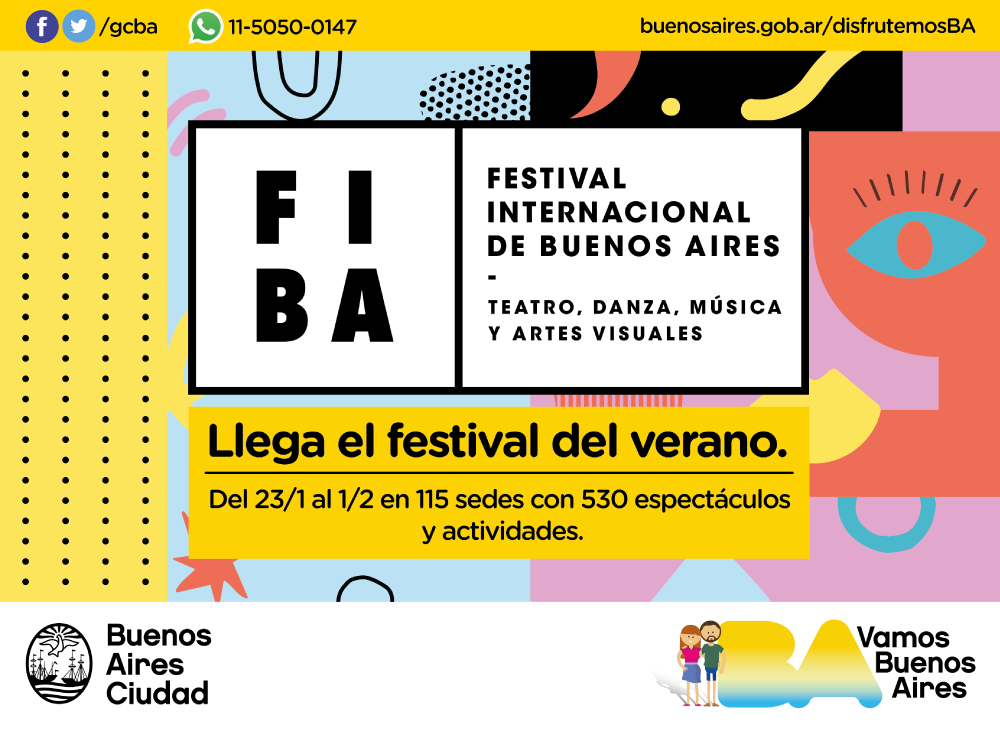 /gcba 11-5050-0147 buenosaires.gob.ar/disfrutemosBA
F I
B A
FESTIVAL
INTERNACIONAL
DE BUENOS AIRES
-
TEATRO, DANZA, MÚSICA
Y ARTES VISUALES
Llega el festival del verano.
Del 23/1 al 1/2 en 115 sedes con 530 espectáculos
y actividades.
Buenos
Aires
Ciudad
BA
Vamos
Buenos
Aires